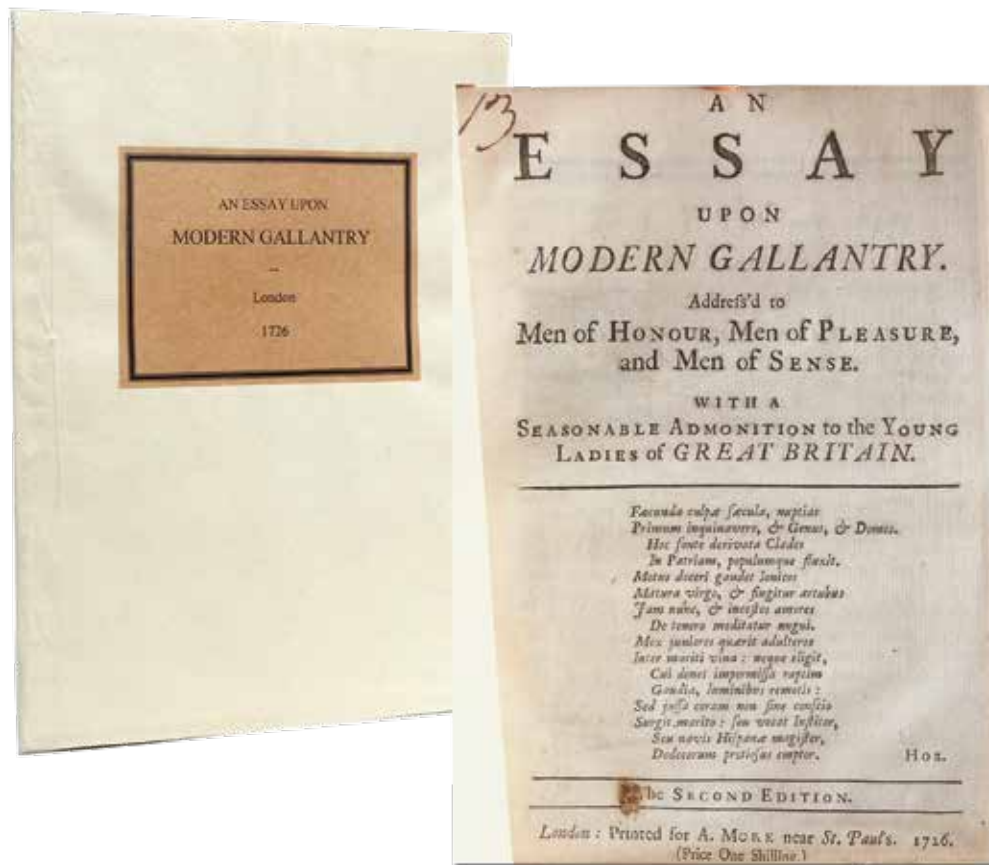 AN ESSAY UPON
MODERN GALLANTRY
--
London
1726
13
AN
ESSAY
UPON
MODERN GALLANTRY.
Addreſs'd to
Men of HONOUR, Men of PLEASURE,
and Men of SENSE.
WITH A
SEASONABLE ADMONITION to the YOUNG
LADIES of GREAT BRITAIN.
Fœcunda culpæ ſæcula, nuptias
Primum inquinavere, & Genus, & Domos.
Hoc fonte derivata Clades
In Patriam, populumque fluxit.
Motus doceri gaudet Ionicos
Matura virgo, & fingitur artubus
Jam nunc, & inceſtos amores
De tenero meditatur ungui.
Mox juniores quærit adulteros
Inter mariti vina: neque eligit,
Cui donet impermiſſa raptim
Gaudia, luminibus remotis:
Sed juſſa coram non ſine conſcio
Surgit marito: ſeu vocat Inſtitor,
Seu navis Hiſpanæ magiſter,
Dedecorum pretioſus emptor. HOR.
The SECOND EDITION.
London: Printed for A. MORE near St. Paul's. 1726.
(Price One Shilling.)